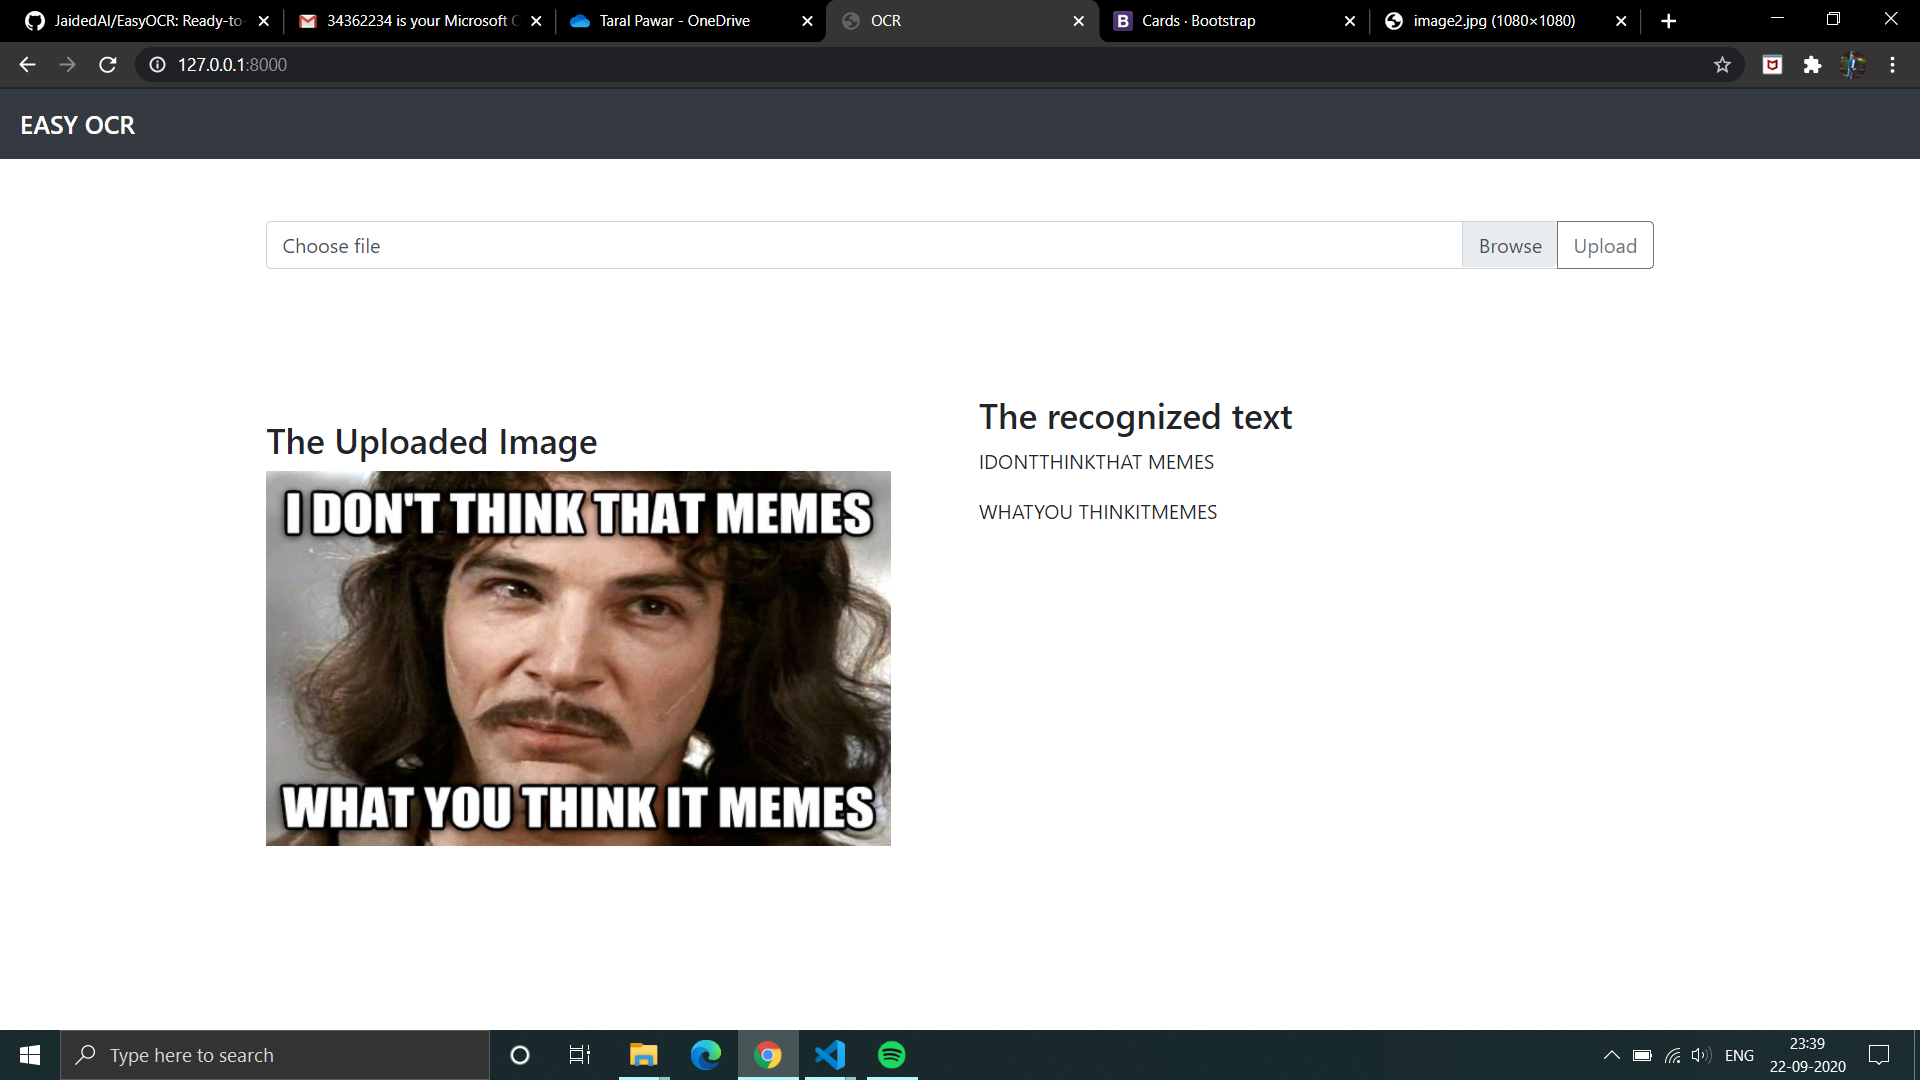 JaidedAI/EasyOCR: Ready-to-
34362234 is your Microsoft
Taral Pawar - OneDrive
OCR
Cards · Bootstrap
image2.jpg (1080×1080)
127.0.0.1:8000
EASY OCR
Choose file
Browse
Upload
The Uploaded Image
I DON'T THINK THAT MEMES
WHAT YOU THINK IT MEMES
The recognized text
IDONTTHINKTHAT MEMES
WHATYOU THINKITMEMES
Type here to search
ENG
23:39
22-09-2020